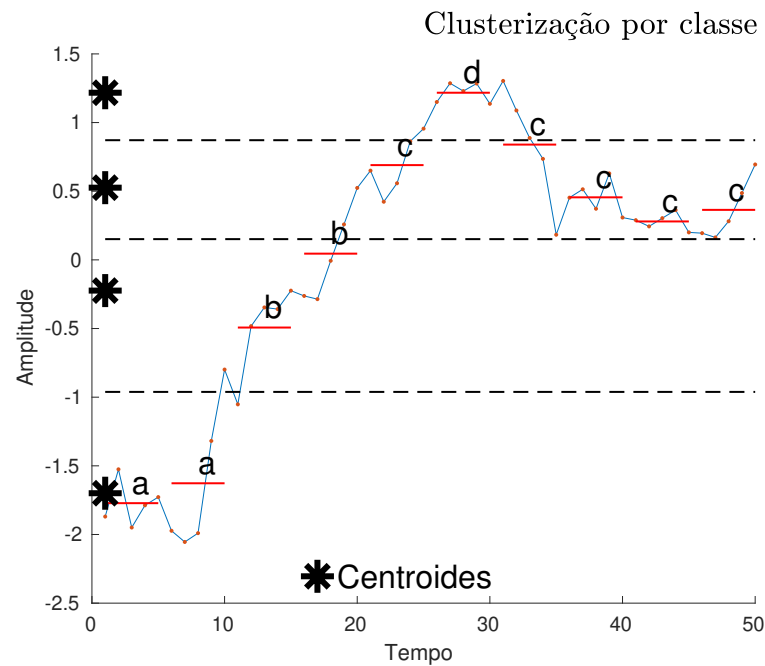 Clusterização por classe
1.5
1
0.5
0
-0.5
-1
-1.5
-2
-2.5
Amplitude
a
a
b
b
c
d
c
c
c
c
Centroides
0 10 20 30 40 50
Tempo